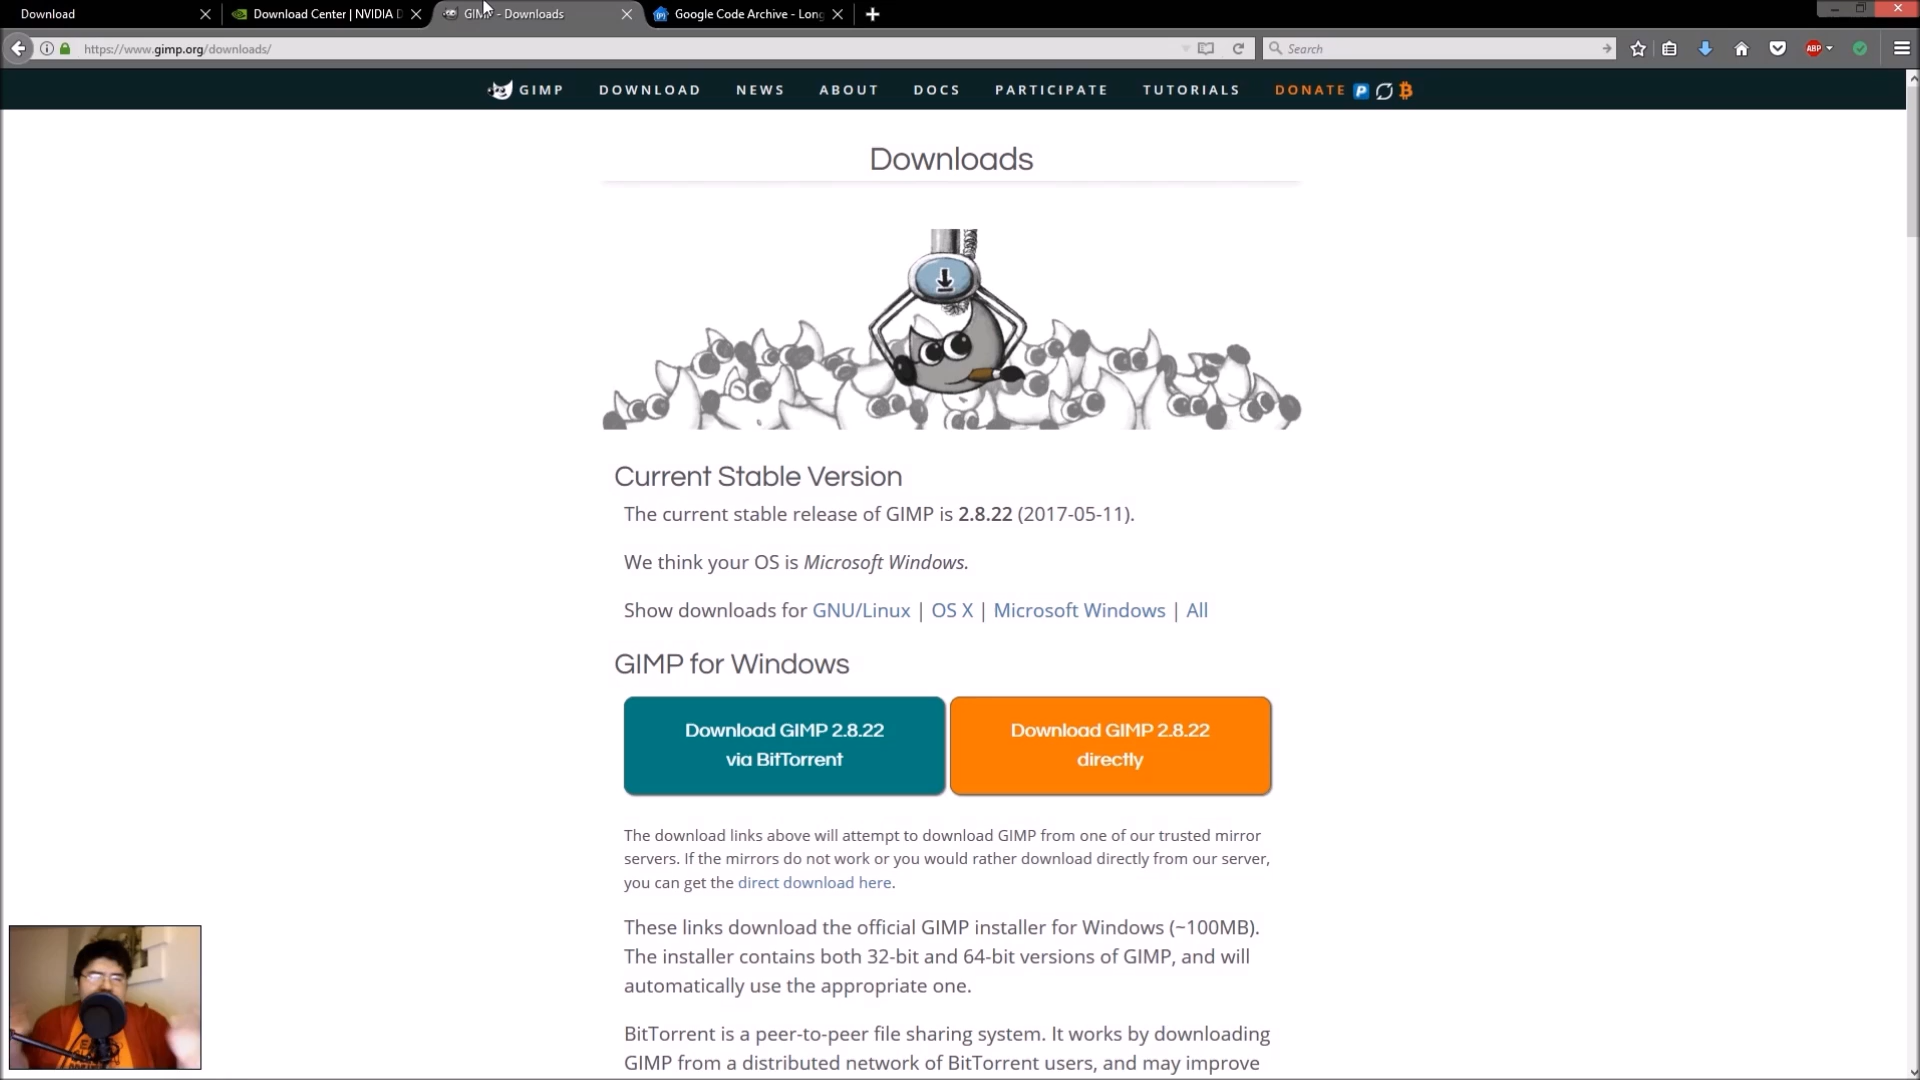 Download
Download Center | NVIDIA D
GIMP - Downloads
Google Code Archive - Long
https://www.gimp.org/downloads/
Search
ABP
GIMP DOWNLOAD NEWS ABOUT DOCS PARTICIPATE TUTORIALS DONATE
Downloads
Current Stable Version
The current stable release of GIMP is 2.8.22 (2017-05-11).
We think your OS is Microsoft Windows.
Show downloads for GNU/Linux | OS X | Microsoft Windows | All
GIMP for Windows
Download GIMP 2.8.22
via BitTorrent
Download GIMP 2.8.22
directly
The download links above will attempt to download GIMP from one of our trusted mirror
servers. If the mirrors do not work or you would rather download directly from our server,
you can get the direct download here.
These links download the official GIMP installer for Windows (~100MB).
The installer contains both 32-bit and 64-bit versions of GIMP, and will
automatically use the appropriate one.
BitTorrent is a peer-to-peer file sharing system. It works by downloading
GIMP from a distributed network of BitTorrent users, and may improve